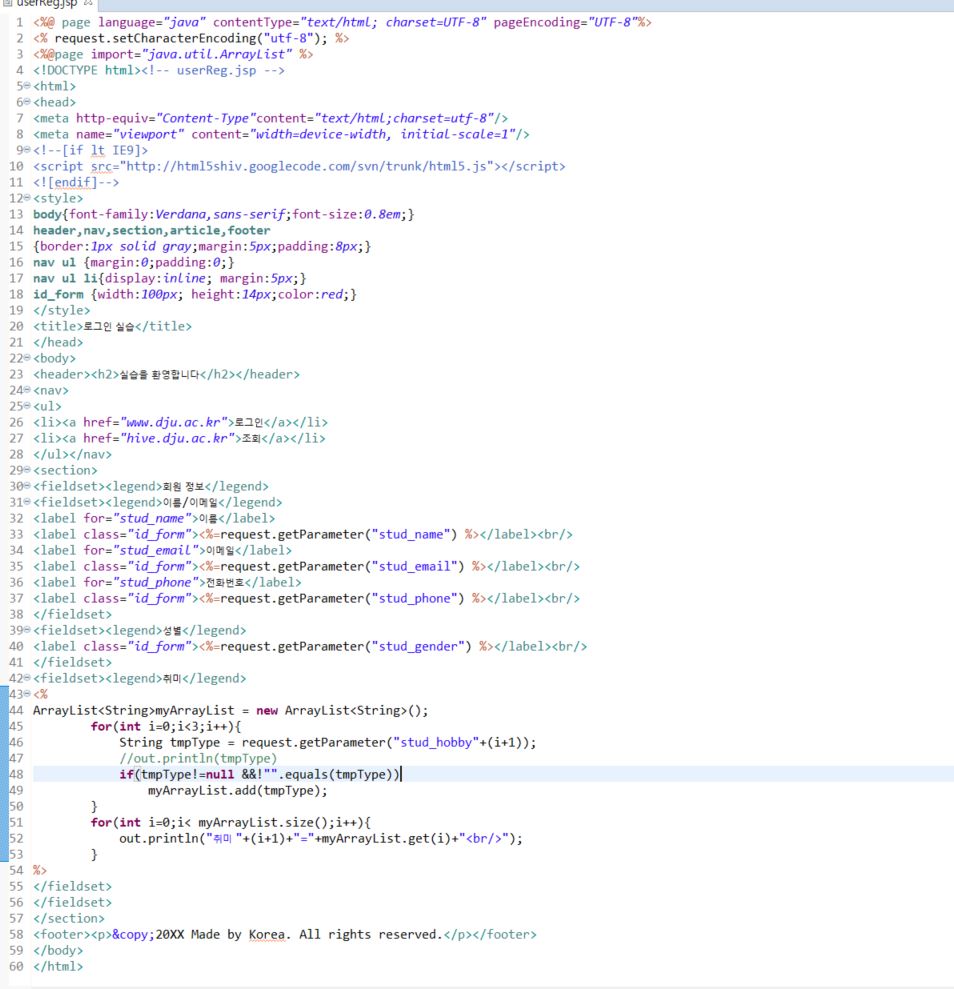 userReg.jsp
1 <%@ page language="java" contentType="text/html; charset=UTF-8" pageEncoding="UTF-8"%>
2 <% request.setCharacterEncoding("utf-8"); %>
3 <%@page import="java.util.ArrayList" %>
4 <!DOCTYPE html><!-- userReg.jsp -->
5 <html>
6 <head>
7 <meta http-equiv="Content-Type"content="text/html;charset=utf-8"/>
8 <meta name="viewport" content="width=device-width, initial-scale=1"/>
9 <!--[if lt IE9]>
10 <script src="http://html5shiv.googlecode.com/svn/trunk/html5.js"></script>
11 <![endif]-->
12 <style>
13 body{font-family:Verdana,sans-serif;font-size:0.8em;}
14 header,nav,section,article,footer
15 {border:1px solid gray;margin:5px;padding:8px;}
16 nav ul {margin:0;padding:0;}
17 nav ul li{display:inline; margin:5px;}
18 id_form {width:100px; height:14px;color:red;}
19 </style>
20 <title>로그인 실습</title>
21 </head>
22 <body>
23 <header><h2>실습을 환영합니다</h2></header>
24 <nav>
25 <ul>
26 <li><a href="www.dju.ac.kr">로그인</a></li>
27 <li><a href="hive.dju.ac.kr">조회</a></li>
28 </ul></nav>
29 <section>
30 <fieldset><legend>회원 정보</legend>
31 <fieldset><legend>이름/이메일</legend>
32 <label for="stud_name">이름</label>
33 <label class="id_form"><%=request.getParameter("stud_name") %></label><br/>
34 <label for="stud_email">이메일</label>
35 <label class="id_form"><%=request.getParameter("stud_email") %></label><br/>
36 <label for="stud_phone">전화번호</label>
37 <label class="id_form"><%=request.getParameter("stud_phone") %></label><br/>
38 </fieldset>
39 <fieldset><legend>성별</legend>
40 <label class="id_form"><%=request.getParameter("stud_gender") %></label><br/>
41 </fieldset>
42 <fieldset><legend>취미</legend>
43 <%
44 ArrayList<String>myArrayList = new ArrayList<String>();
45 for(int i=0;i<3;i++){
46 String tmpType = request.getParameter("stud_hobby"+(i+1));
47 //out.println(tmpType)
48 if(tmpType!=null &&!"".equals(tmpType))
49 myArrayList.add(tmpType);
50 }
51 for(int i=0;i< myArrayList.size();i++){
52 out.println("취미 "+(i+1)+"="+myArrayList.get(i)+"<br/>");
53 }
54 %>
55 </fieldset>
56 </fieldset>
57 </section>
58 <footer><p>&copy;20XX Made by Korea. All rights reserved.</p></footer>
59 </body>
60 </html>